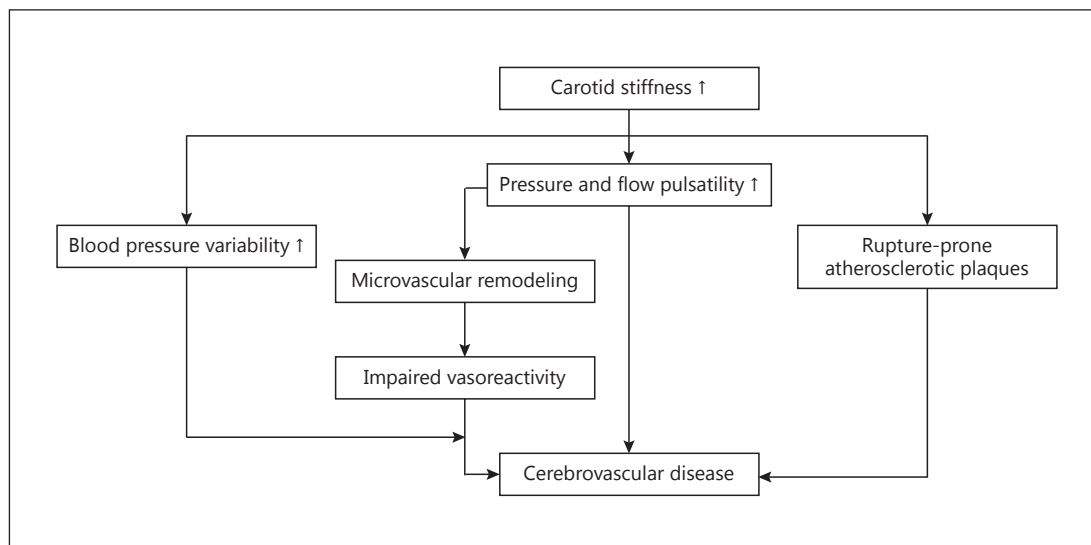 Carotid stiffness ↑
Pressure and flow pulsatility ↑
Blood pressure variability ↑
Rupture-prone
atherosclerotic plaques
Microvascular remodeling
Impaired vasoreactivity
Cerebrovascular disease